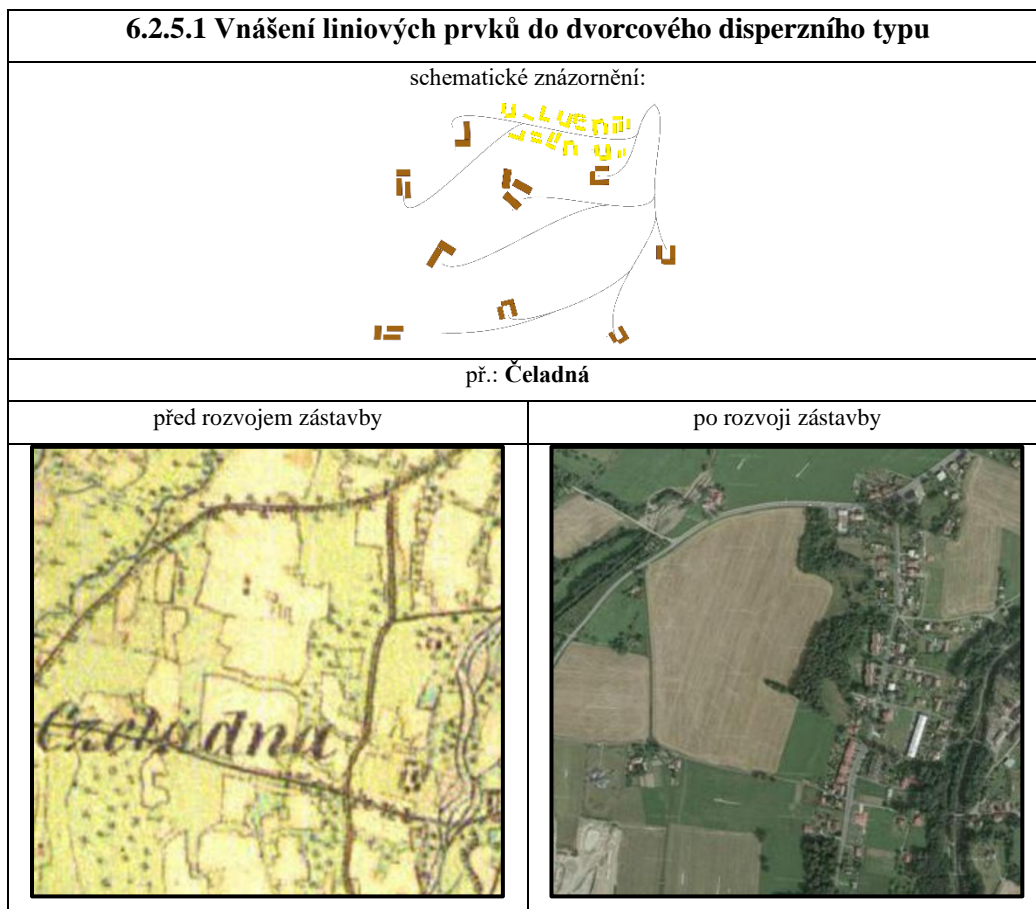 6.2.5.1 Vnášení liniových prvků do dvorcového disperzního typu
schematické znázornění:
př.: Čeladná
před rozvojem zástavby
po rozvoji zástavby
Czeladna